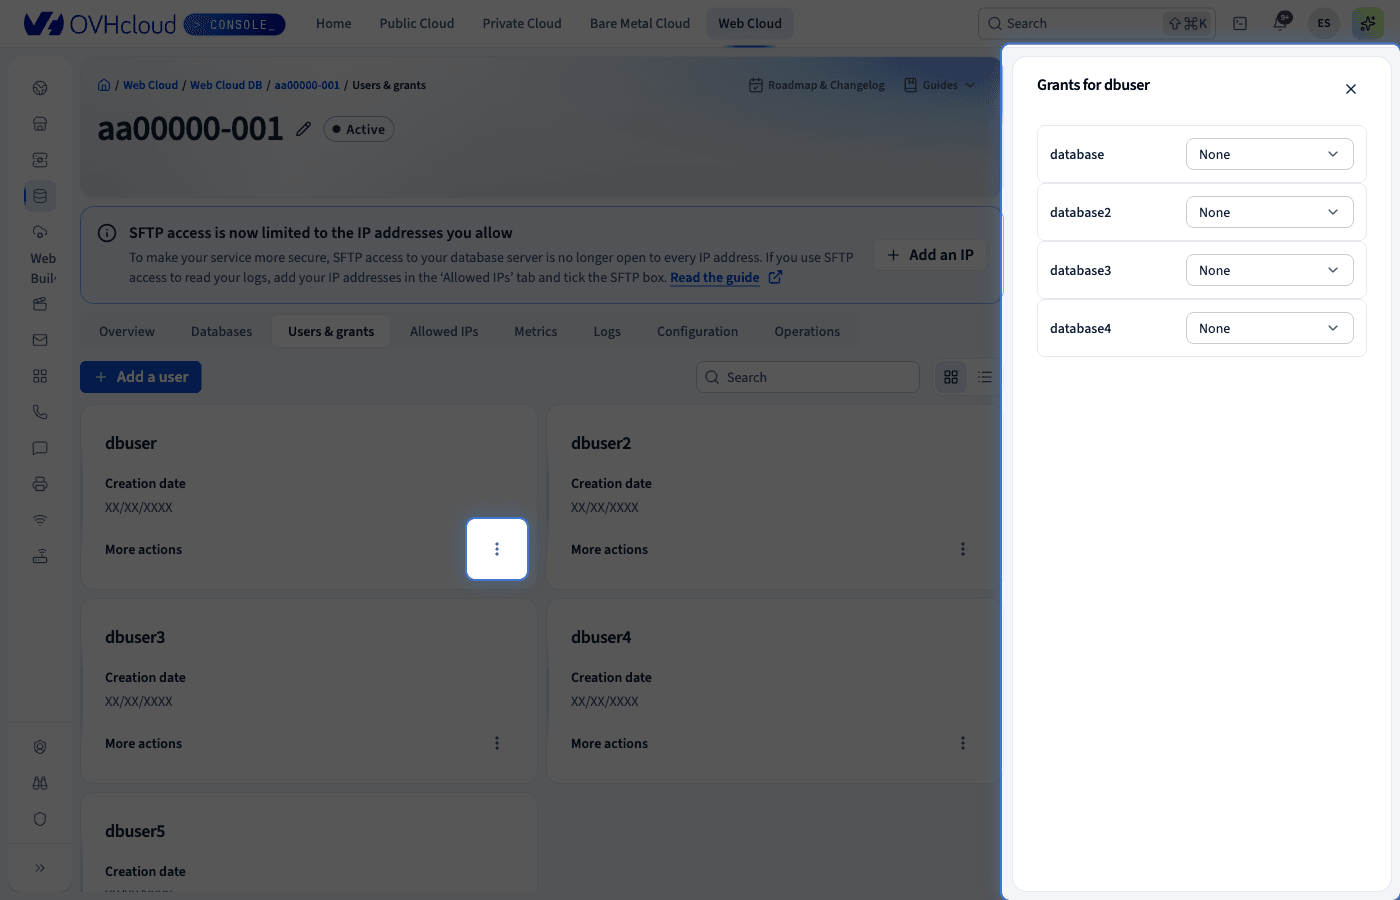 OVHcloud
>_CONSOLE_
Home
Public Cloud
Private Cloud
Bare Metal Cloud
Web Cloud
Search
⇧⌘K
9+
ES
/ Web Cloud / Web Cloud DB / aa00000-001 / Users & grants
Roadmap & Changelog
Guides
aa00000-001
Active
SFTP access is now limited to the IP addresses you allow
To make your service more secure, SFTP access to your database server is no longer open to every IP address. If you use SFTP
access to read your logs, add your IP addresses in the ‘Allowed IPs’ tab and tick the SFTP box. Read the guide
Add an IP
Web
Buil
Overview
Databases
Users & grants
Allowed IPs
Metrics
Logs
Configuration
Operations
Add a user
Search
dbuser
Creation date
XX/XX/XXXX
More actions
dbuser2
Creation date
XX/XX/XXXX
More actions
dbuser3
Creation date
XX/XX/XXXX
More actions
dbuser4
Creation date
XX/XX/XXXX
More actions
dbuser5
Creation date
Grants for dbuser
database
None
database2
None
database3
None
database4
None